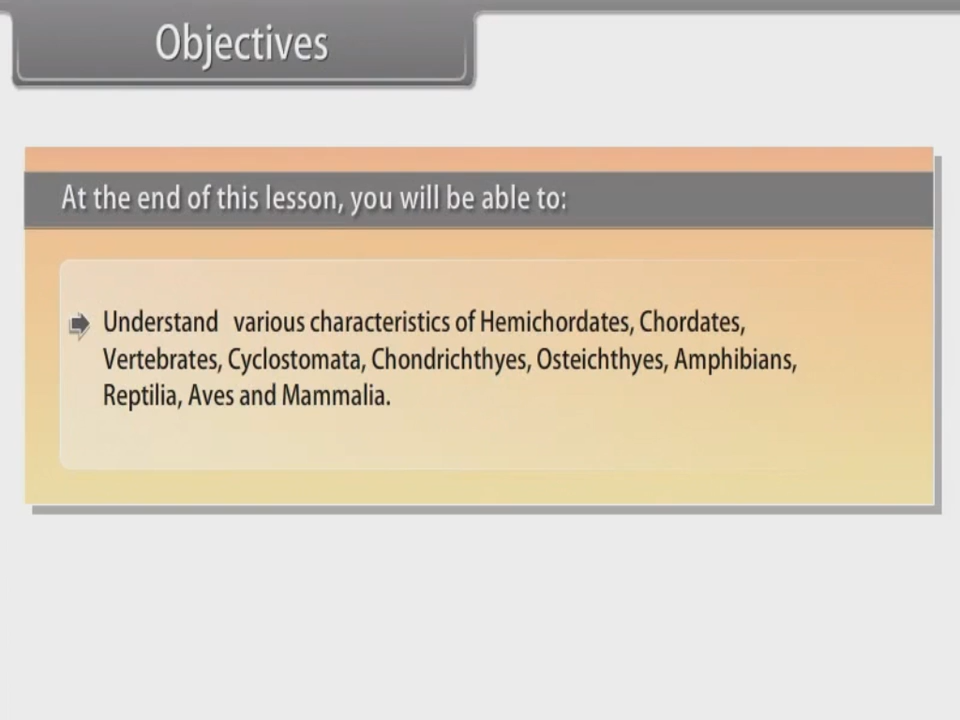 Objectives
At the end of this lesson, you will be able to:
Understand various characteristics of Hemichordates, Chordates,
Vertebrates, Cyclostomata, Chondrichthyes, Osteichthyes, Amphibians,
Reptilia, Aves and Mammalia.